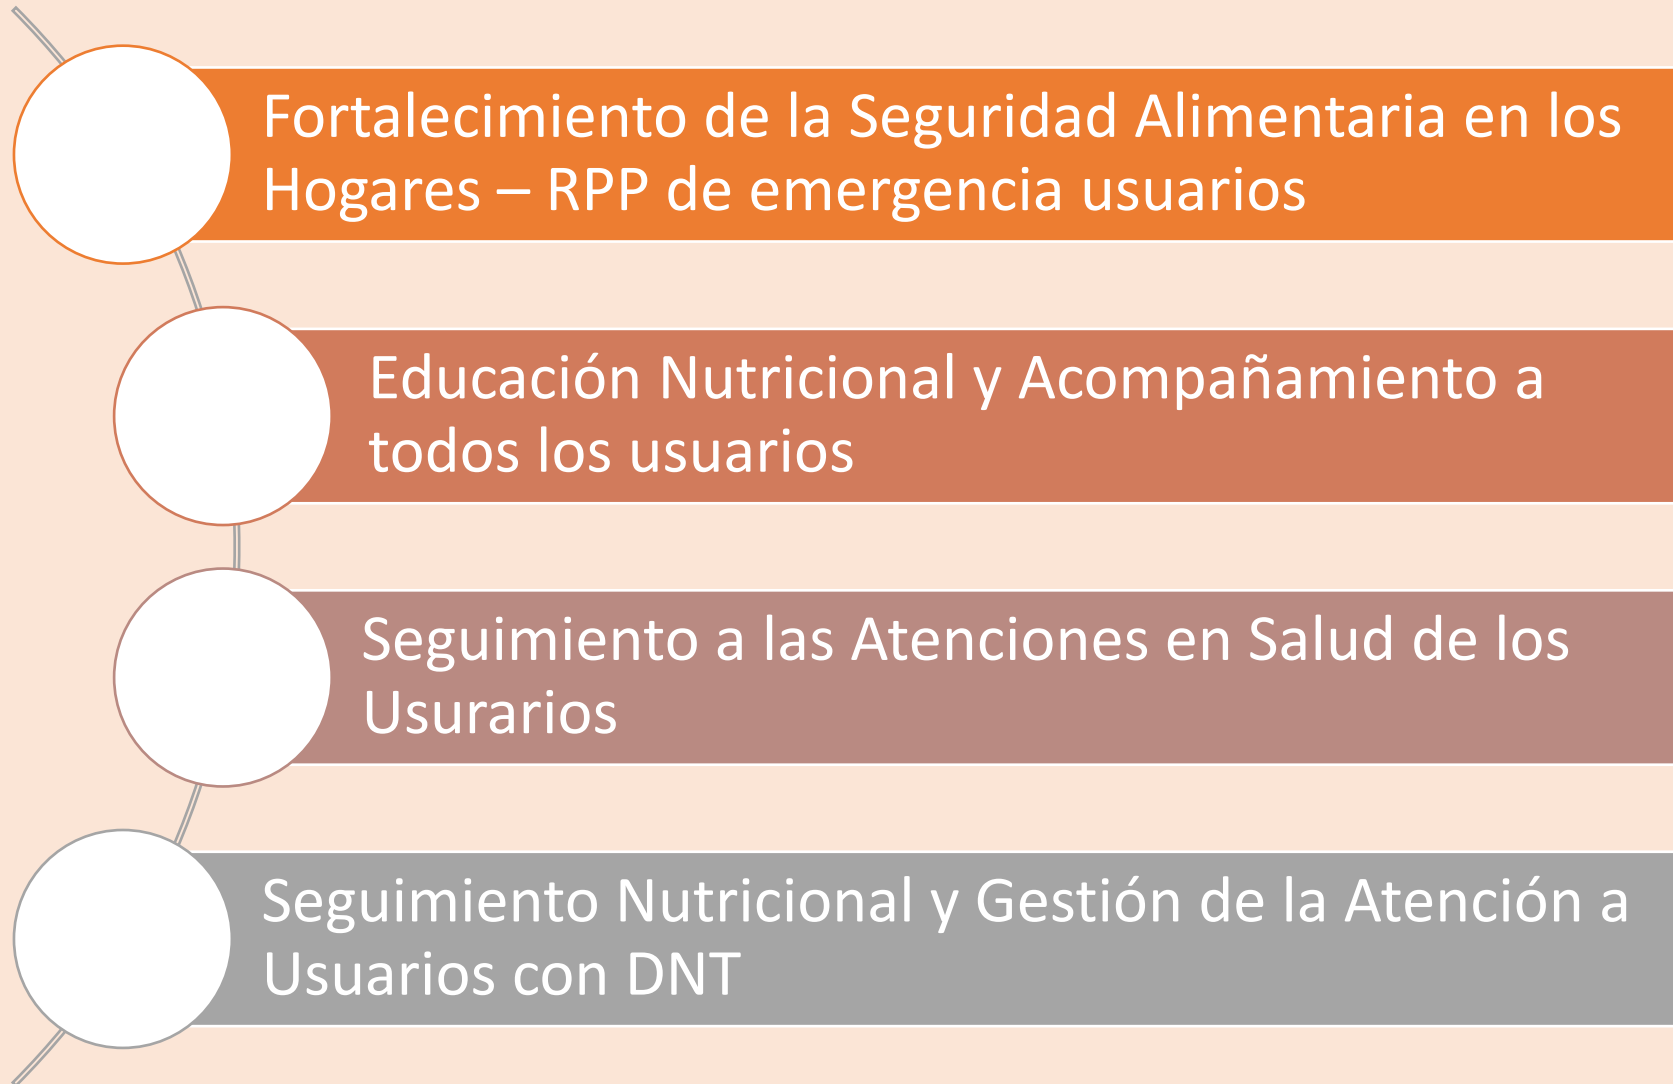 Fortalecimiento de la Seguridad Alimentaria en los
Hogares – RPP de emergencia usuarios
Educación Nutricional y Acompañamiento a
todos los usuarios
Seguimiento a las Atenciones en Salud de los
Usurarios
Seguimiento Nutricional y Gestión de la Atención a
Usuarios con DNT